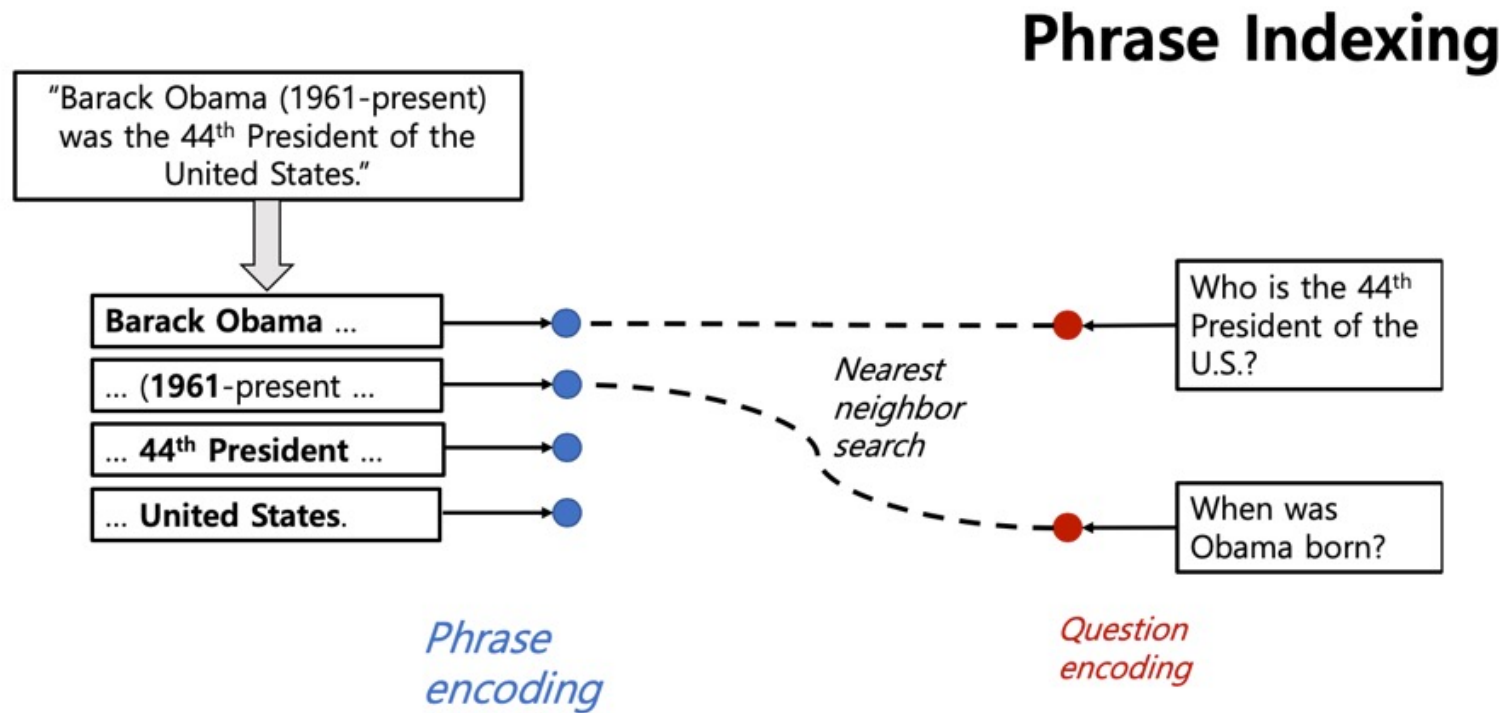 Phrase Indexing
“Barack Obama (1961-present)
was the 44th President of the
United States.”
Barack Obama ...
... (1961-present ...
... 44th President ...
... United States.
Nearest
neighbor
search
Who is the 44th
President of the
U.S.?
When was
Obama born?
Phrase
encoding
Question
encoding